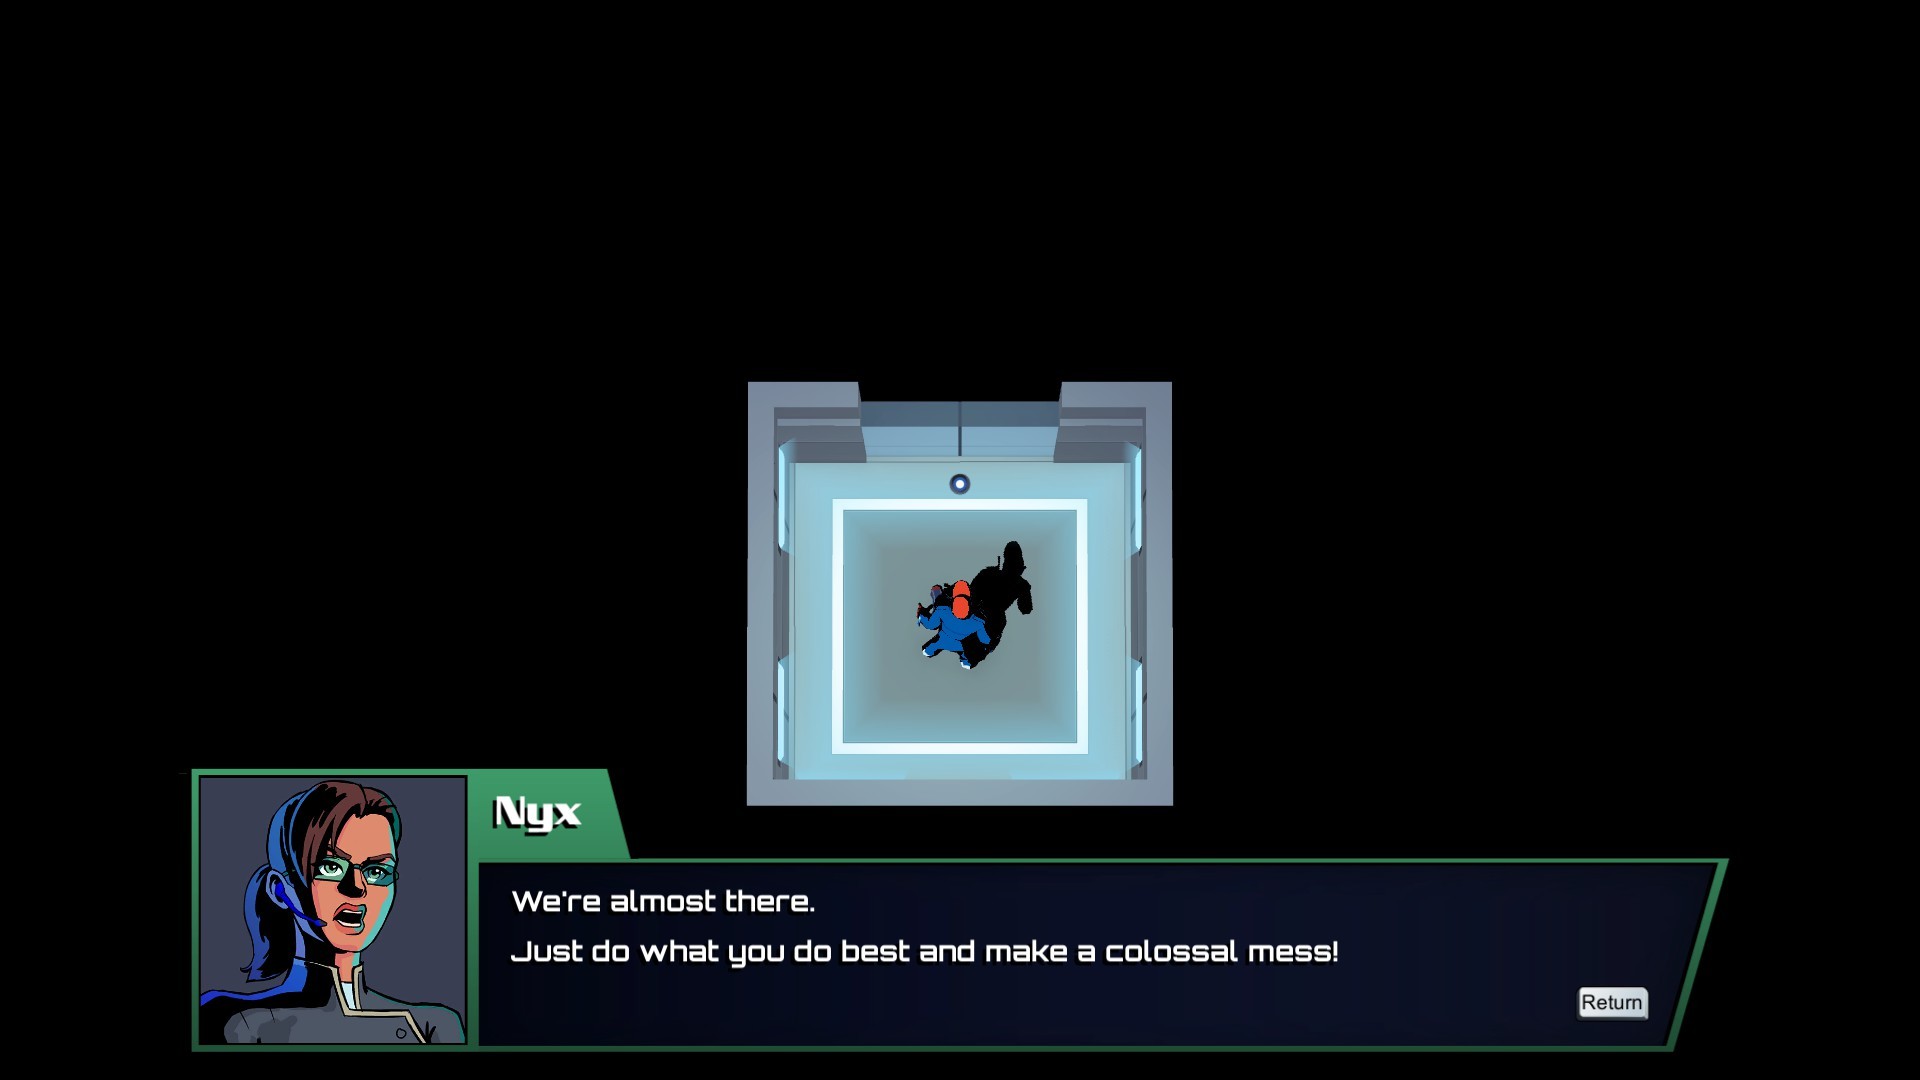 Nyx
We're almost there.
Just do what you do best and make a colossal mess!
Return